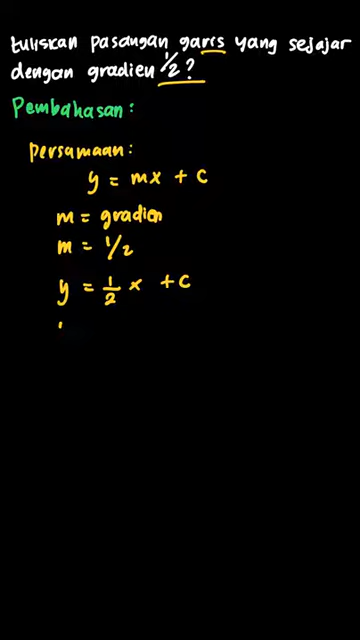 tuliskan pasangan garis yang sejajar
dengan gradien 1/2?
Pembahasan:
Persamaan:
y = mx + c
m = gradien
m = 1/2
y = 1/2 x + c